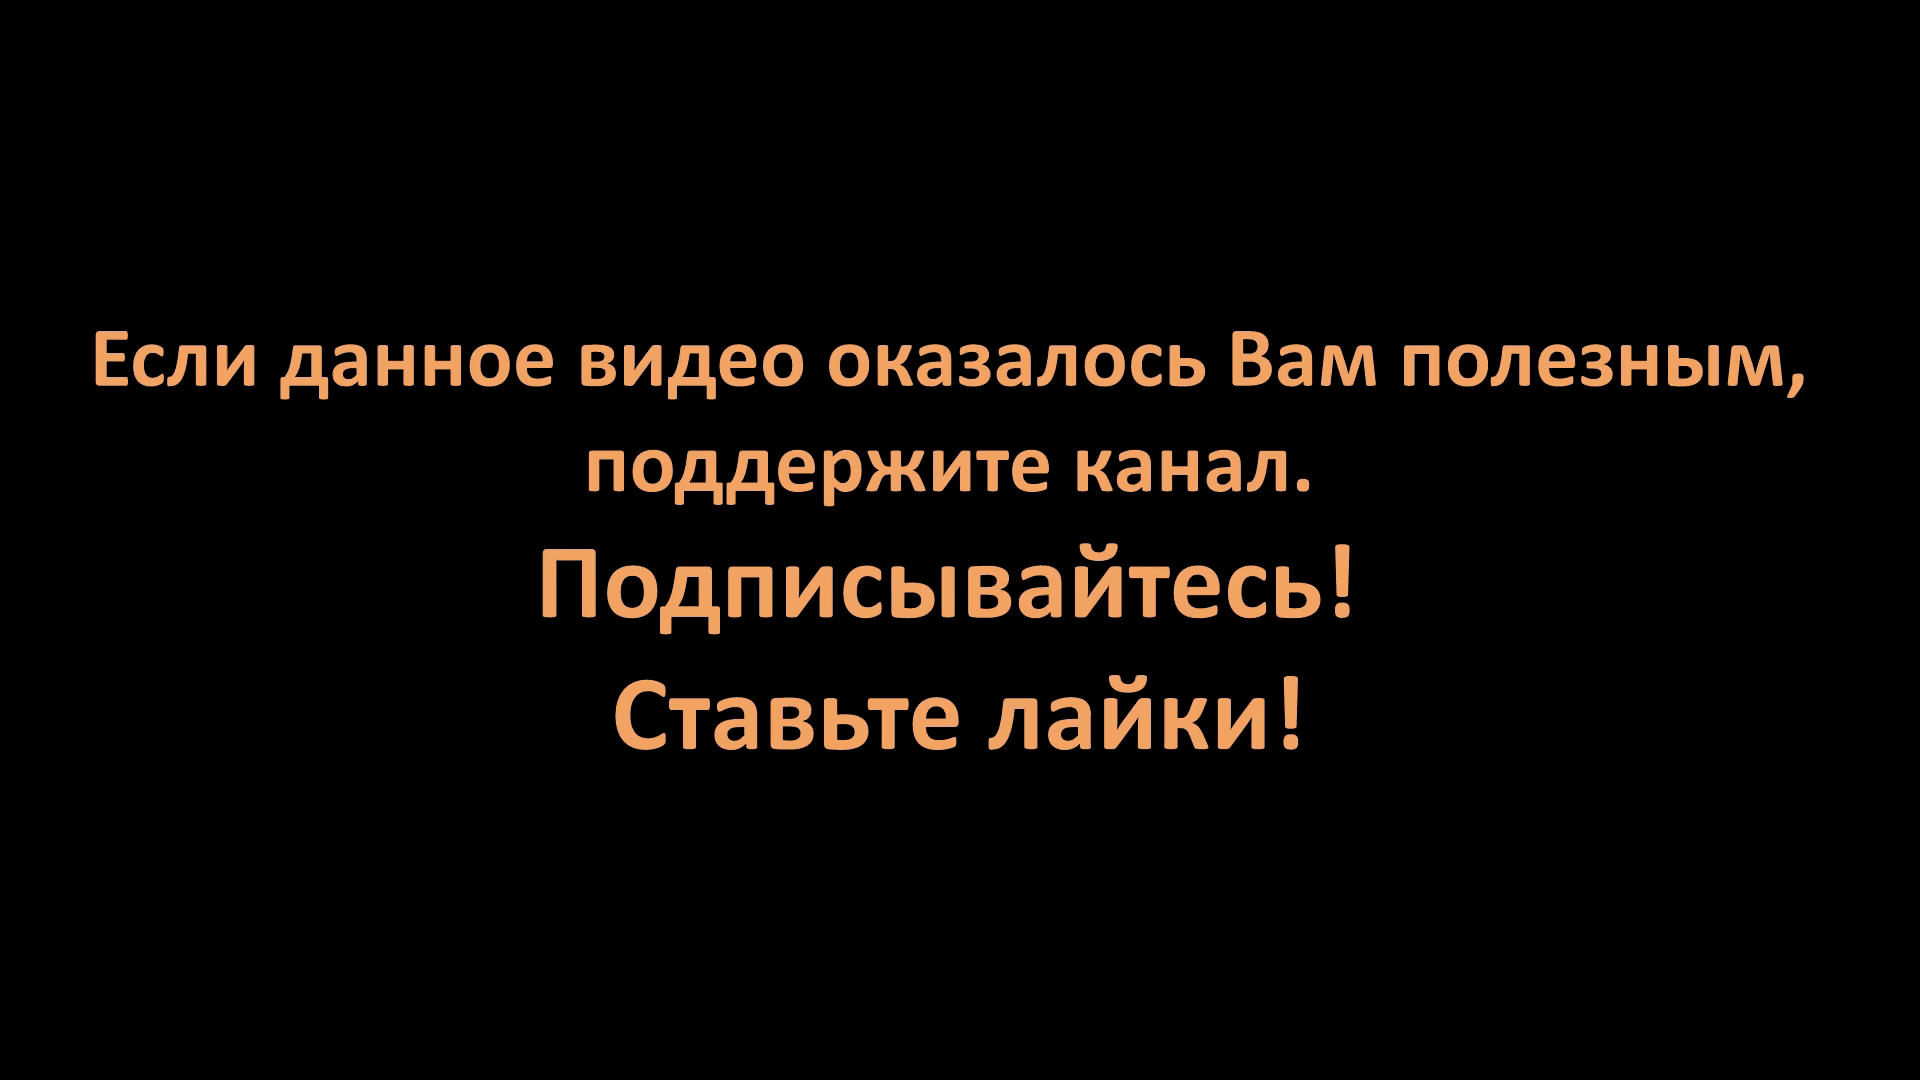 Если данное видео оказалось Вам полезным,
поддержите канал.
Подписывайтесь!
Ставьте лайки!